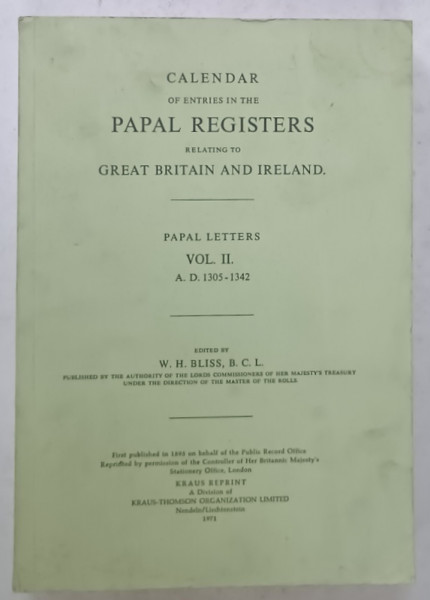 CALENDAR
OF ENTRIES IN THE
PAPAL REGISTERS
RELATING TO
GREAT BRITAIN AND IRELAND.
PAPAL LETTERS
VOL. II.
A. D. 1305-1342
EDITED BY
W. H. BLISS, B. C. L.
PUBLISHED BY THE AUTHORITY OF THE LORDS COMMISSIONERS OF HER MAJESTY'S TREASURY
UNDER THE DIRECTION OF THE MASTER OF THE ROLLS
First published in 1895 on behalf of the Public Record Office
Reprinted by permission of the Controller of Her Britannic Majesty's
Stationery Office, London
KRAUS REPRINT
A Division of
KRAUS-THOMSON ORGANIZATION LIMITED
Nendeln/Liechtenstein
1971